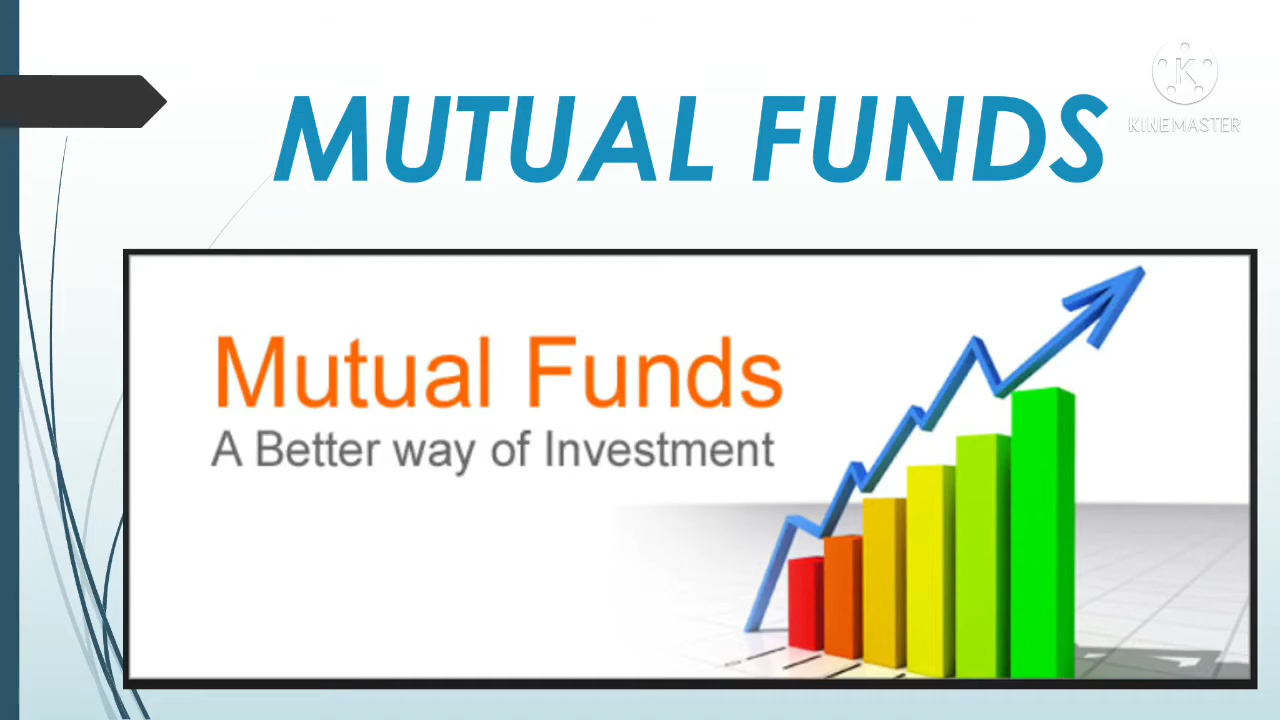 MUTUAL FUNDS
KINEMASTER
Mutual Funds
A Better way of Investment